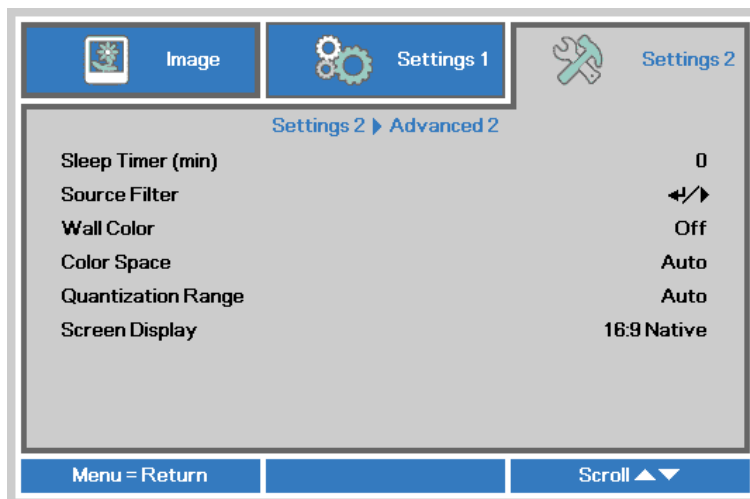 Image
Settings 1
Settings 2
Settings 2 ▶ Advanced 2
Sleep Timer (min) 0
Source Filter ↵/▶
Wall Color Off
Color Space Auto
Quantization Range Auto
Screen Display 16:9 Native
Menu = Return
Scroll ▲▼